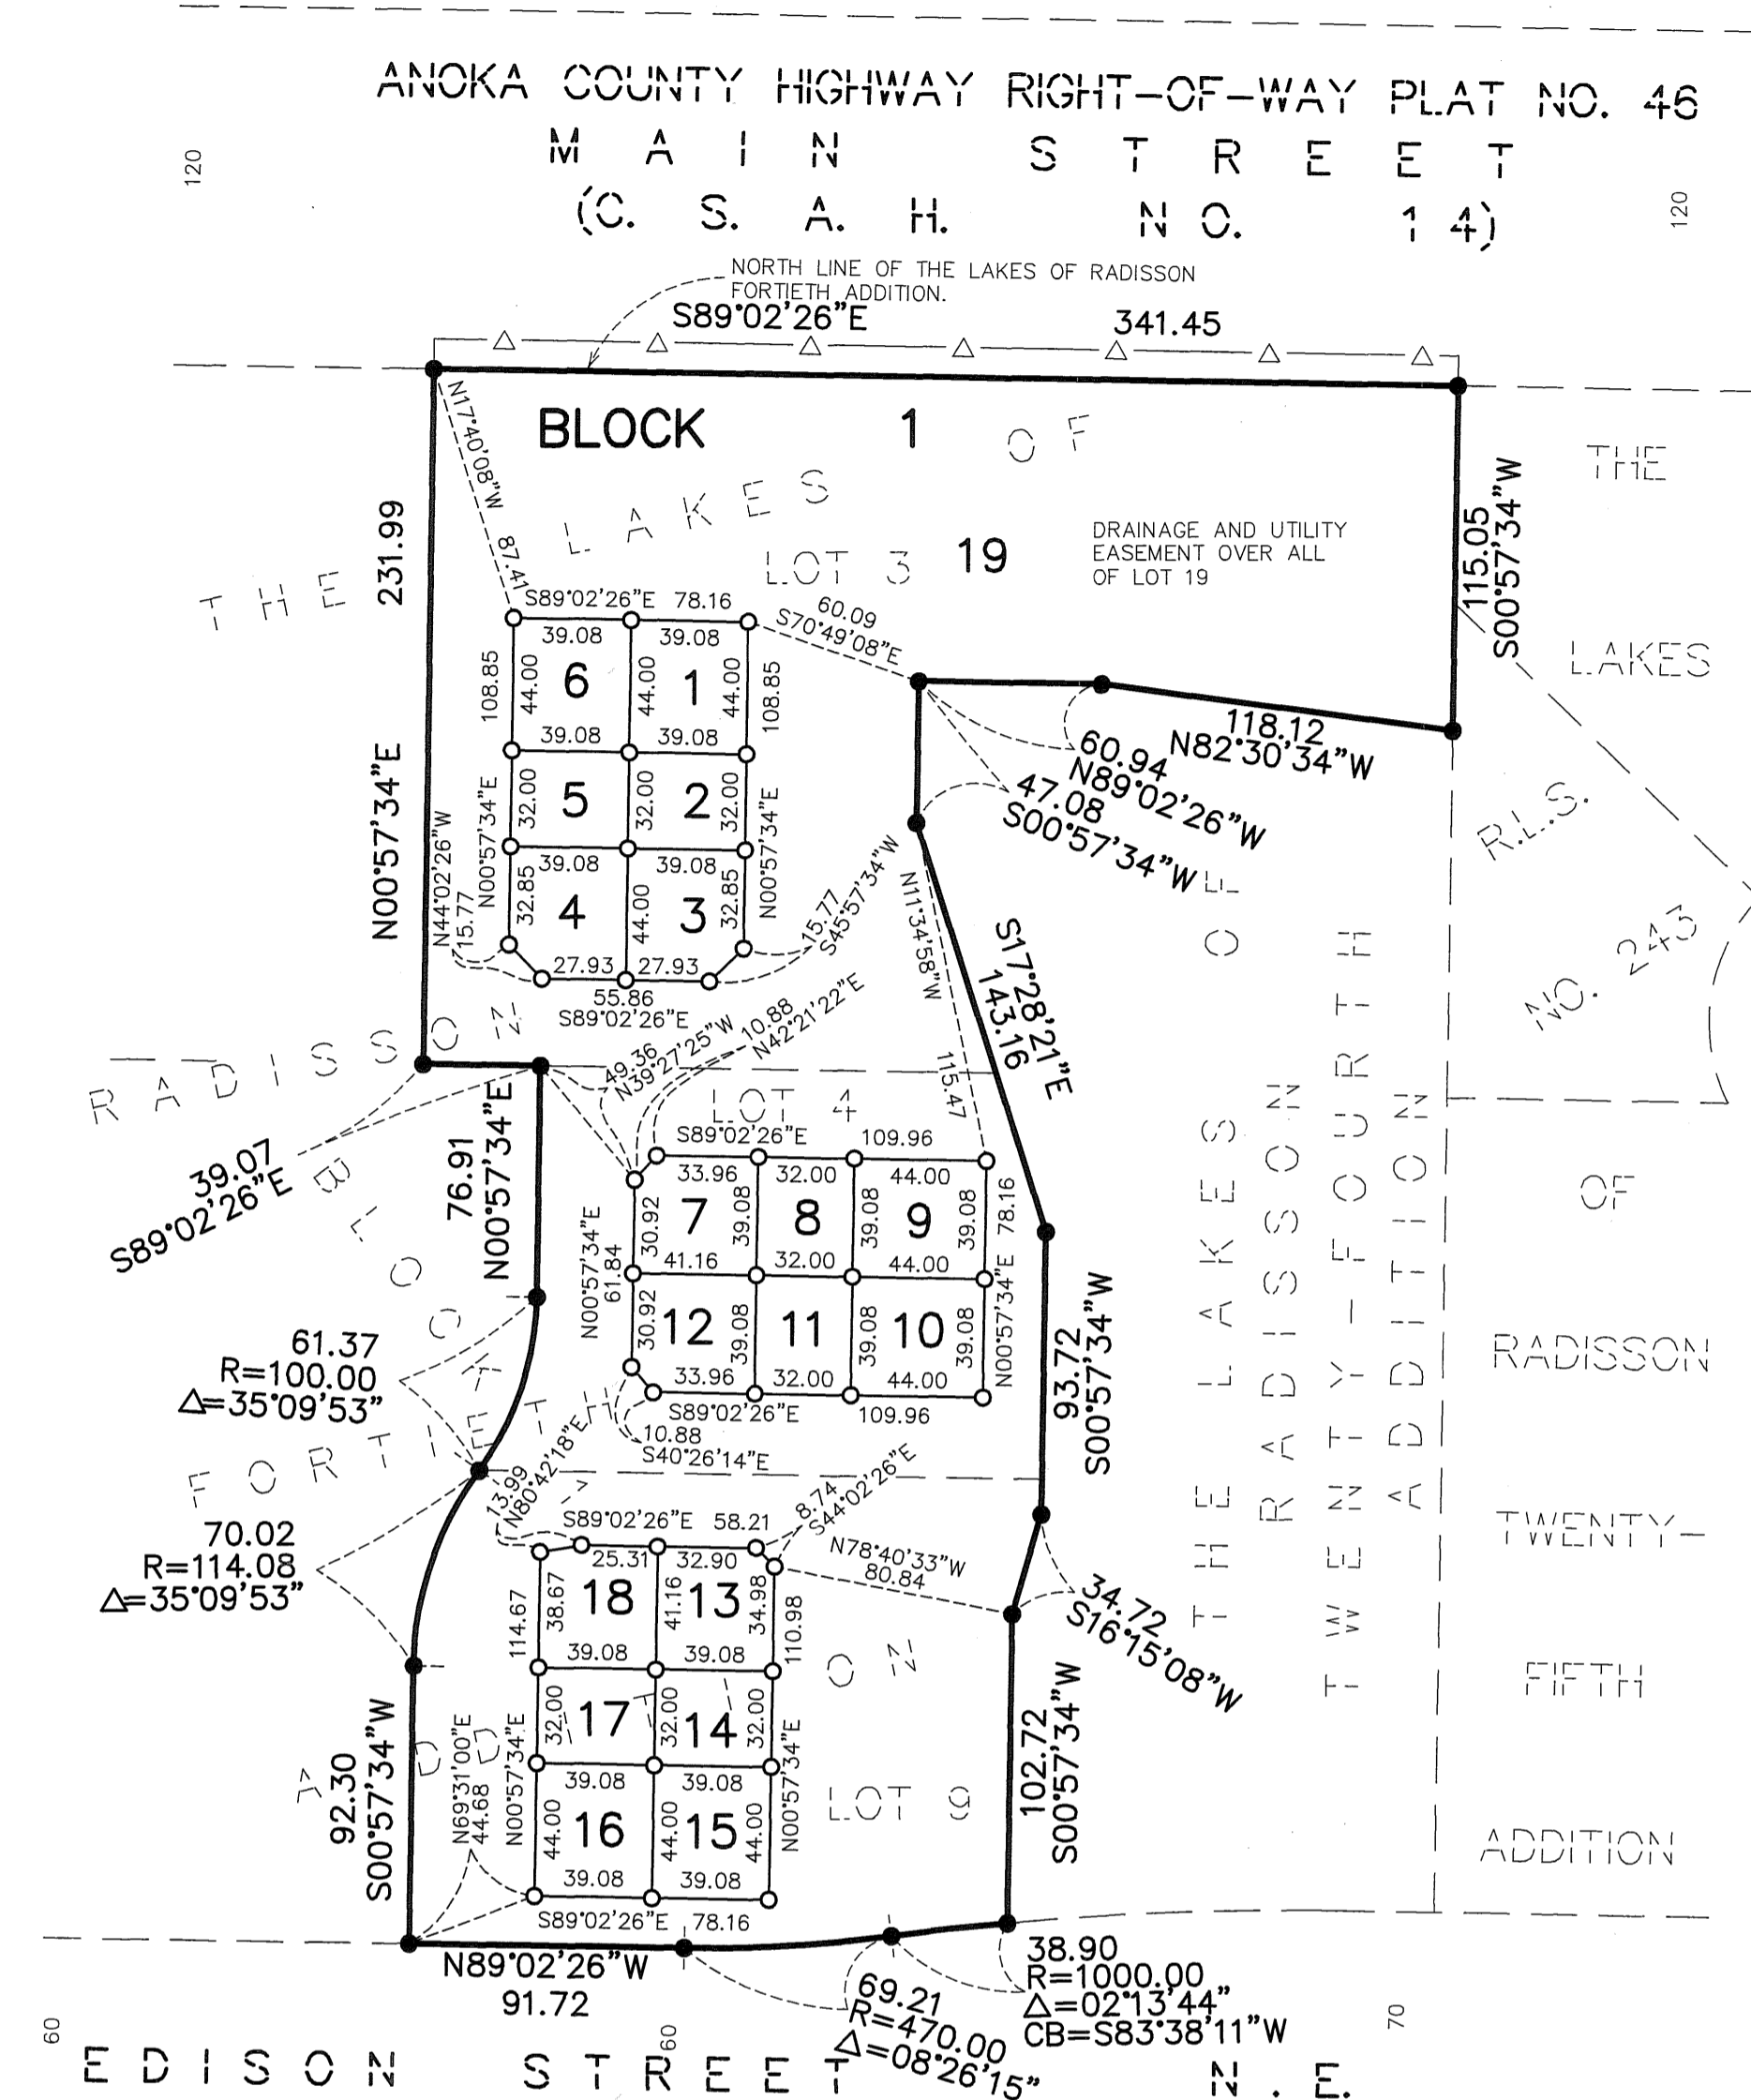 ANOKA COUNTY HIGHWAY RIGHT-OF-WAY PLAT NO. 46
MAIN STREET
(C. S. A. H. NO. 14)
120
120
NORTH LINE OF THE LAKES OF RADISSON
FORTIETH ADDITION.
S89°02'26"E 341.45
BLOCK 1
N17°40'08"W 87.41
231.99
N00°57'34"E
THE LAKES OF
RADISSON
FORTIETH
ADD
ON
LOT 3
19
DRAINAGE AND UTILITY
EASEMENT OVER ALL
OF LOT 19
115.05
S00°57'34"W
THE
LAKES
OF
RADISSON
TWENTY-
FIFTH
ADDITION
R.L.S.
NO. 243
S89°02'26"E 78.16
60.09
S70°49'08"E
39.08 39.08
108.85 44.00 6 44.00 1 44.00 108.85
39.08 39.08
N00°57'34"E 32.00 5 32.00 2 32.00 N00°57'34"E
39.08 39.08
32.85 4 44.00 3 32.85
N44°02'26"W
15.77
15.77
S45°57'34"W
27.93 27.93
55.86
S89°02'26"E
118.12
N82°30'34"W
60.94
N89°02'26"W
47.08
S00°57'34"W
N11°34'58"W 115.47
S17°28'21"E
143.16
10.88
N42°21'22"E
49.36
N39°27'25"W
39.07
S89°02'26"E
76.91
N00°57'34"E
BLOCK
LOT 4
S89°02'26"E 109.96
33.96 32.00 44.00
30.92 7 39.08 8 39.08 9 39.08 78.16
41.16 32.00 44.00
N00°57'34"E
61.84
30.92 12 39.08 11 39.08 10 39.08 N00°57'34"E
33.96 32.00 44.00
S89°02'26"E 109.96
10.88
S40°26'14"E
93.72
S00°57'34"W
THE LAKES OF
RADISSON
TWENTY-FOURTH
ADDITION
61.37
R=100.00
Δ=35°09'53"
70.02
R=114.08
Δ=35°09'53"
13.99
N80°42'18"E
S89°02'26"E 58.21
8.74
S44°02'26"E
N78°40'33"W
80.84
34.72
S16°15'08"W
25.31 32.90
114.67 38.67 18 41.16 13 34.98 110.98
39.08 39.08
32.00 17 32.00 14 32.00
N00°57'34"E
N00°57'34"E
39.08 39.08
44.00 16 44.00 15 44.00
39.08 39.08
S89°02'26"E 78.16
LOT 9
N69°31'00"E
44.68
92.30
S00°57'34"W
102.72
S00°57'34"W
N89°02'26"W
91.72
69.21
R=470.00
Δ=08°26'15"
38.90
R=1000.00
Δ=02°13'44"
CB=S83°38'11"W
60
60
70
EDISON STREET N.E.